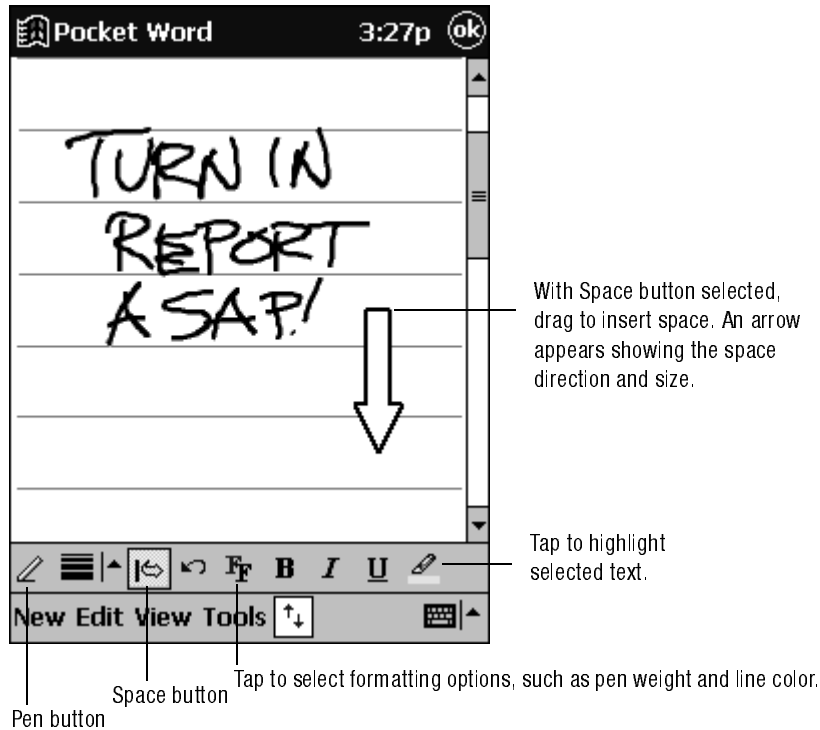 Pocket Word 3:27p ok
TURN IN
REPORT
ASAP!
With Space button selected,
drag to insert space. An arrow
appears showing the space
direction and size.
Tap to highlight
selected text.
FF B I U
New Edit View Tools
Tap to select formatting options, such as pen weight and line color.
Space button
Pen button